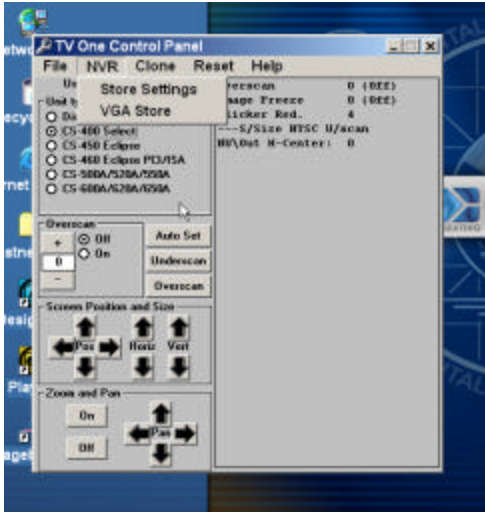 TV One Control Panel
File NVR Clone Reset Help
Store Settings
VGA Store
Overscan 0 (Off)
Image Freeze 0 (Off)
Flicker Red. 4
---S/Size NTSC U/scan
H-Center: 0
Unit
CS-400 Select
CS-450 Eclipse
CS-460 Eclipse PCI/ISA
CS-500A/520A/550A
CS-600A/620A/650A
Overscan
+ Off Auto Set
0 On Underscan
- Overscan
Screen Position and Size
Pos Horiz Vert
Zoom and Pan
On
Pan
Off